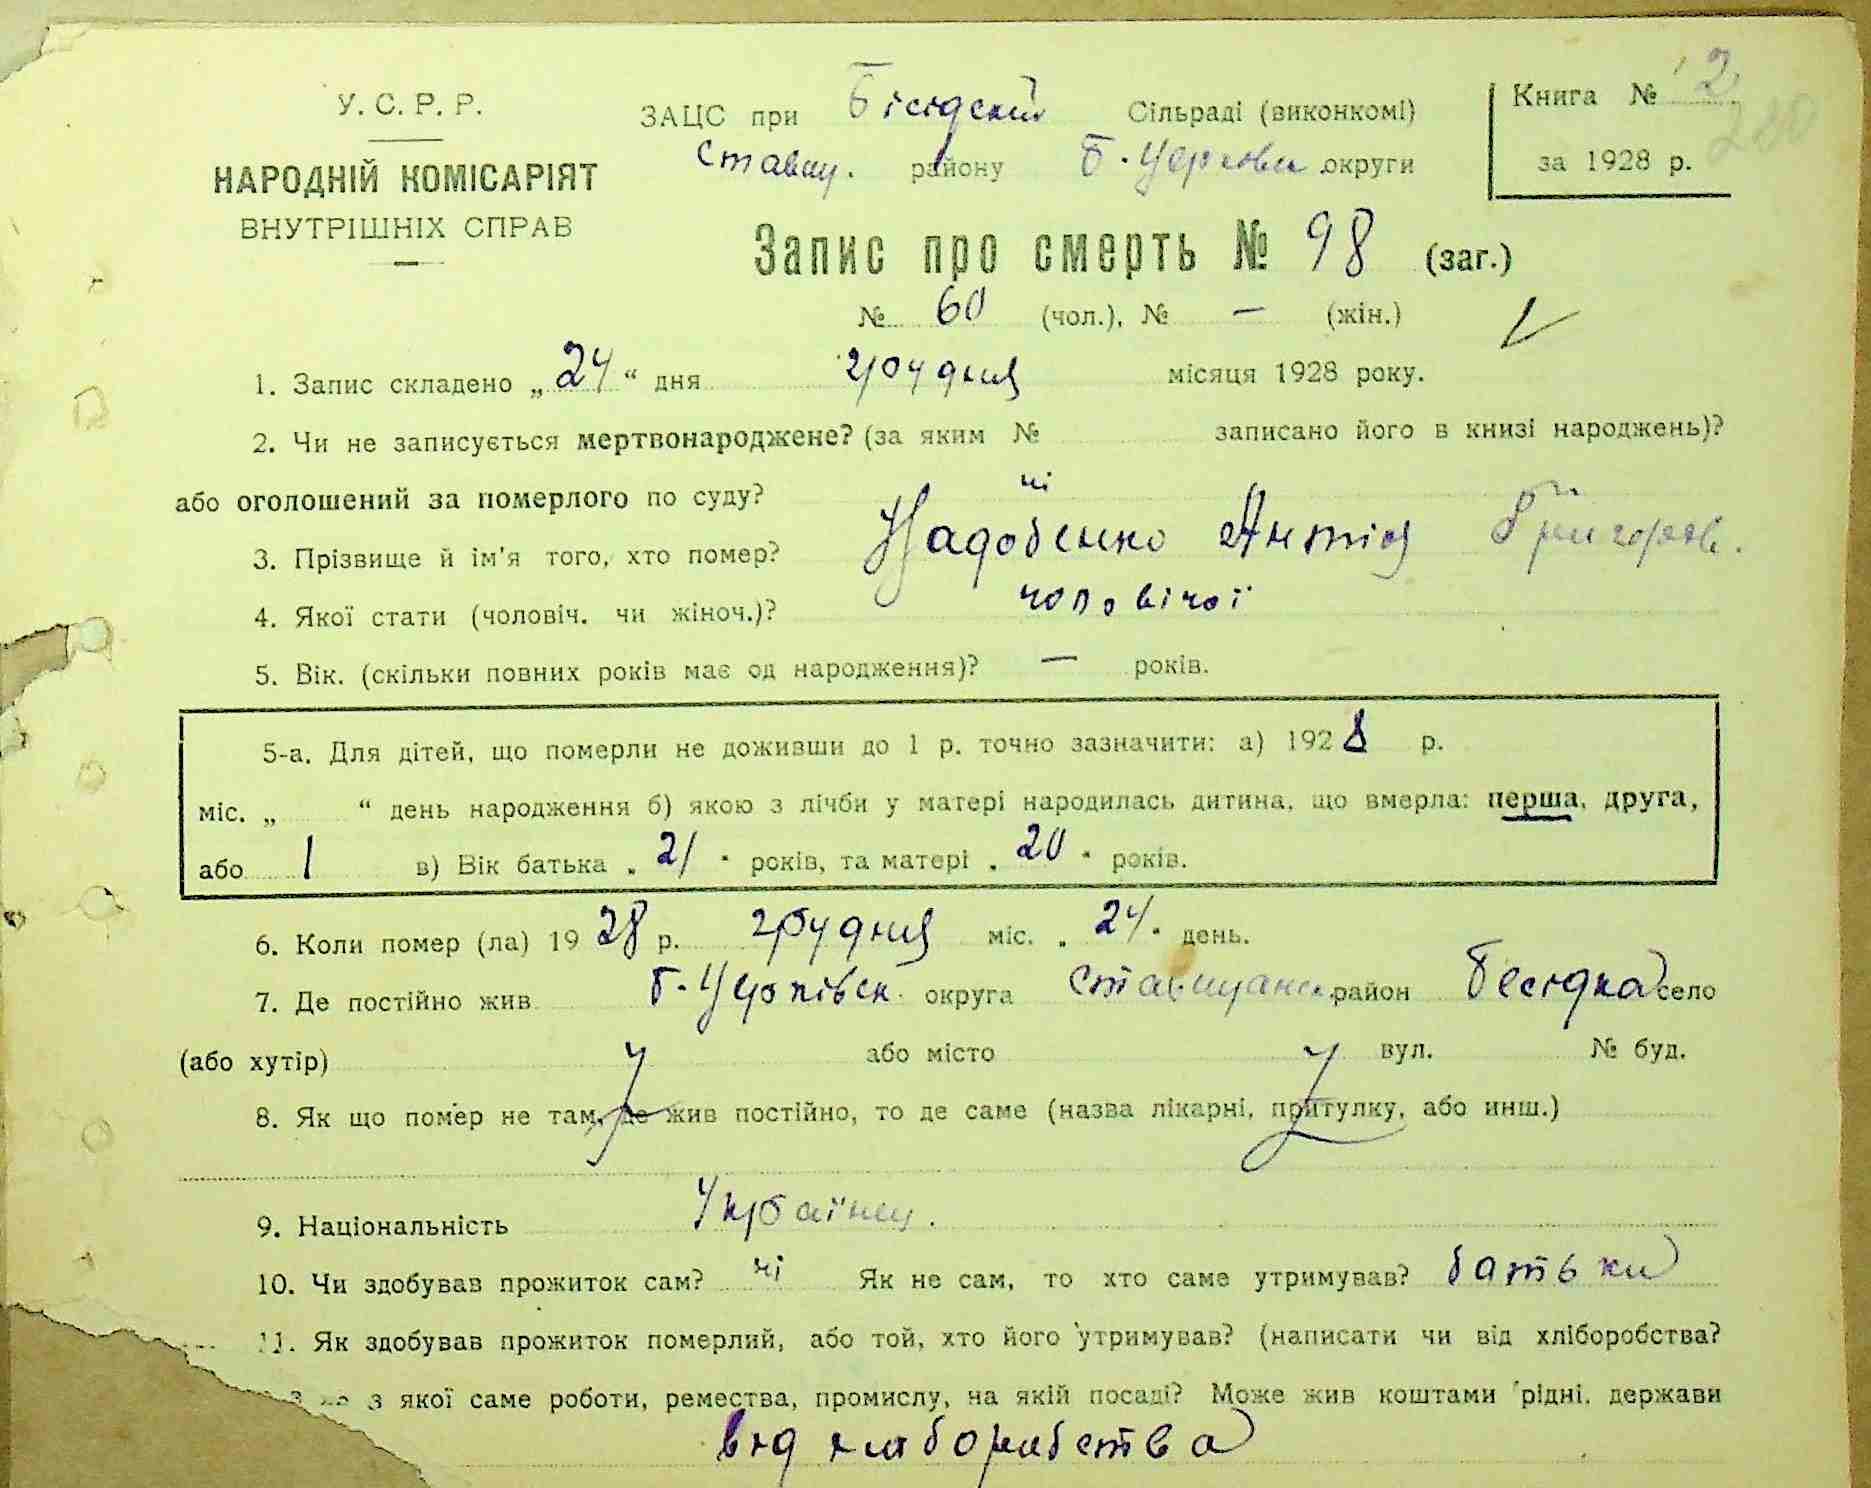 У. С. Р. Р.
НАРОДНІЙ КОМІСАРІЯТ
ВНУТРІШНІХ СПРАВ
ЗАЦС при Бесідській Сільраді (виконкомі)
Ставищ. району Б. Церковськ. округи
Книга № 2
220
за 1928 р.
Запис про смерть № 98 (заг.)
№ 60 (чол.), № — (жін.)
1. Запис складено „ 24 “ дня грудня місяця 1928 року.
2. Чи не записується мертвонароджене? (за яким № записано його в книзі народжень)?
або оголошений за померлого по суду? ні
3. Прізвище й ім'я того, хто помер? Надобенко Антін Григоров.
4. Якої стати (чоловіч. чи жіноч.)? чоловічої
5. Вік. (скільки повних років має од народження)? — років.
5-а. Для дітей, що померли не доживши до 1 р. точно зазначити: а) 1928 р.
міс. „ “ день народження б) якою з лічби у матері народилась дитина, що вмерла: перша, друга,
або 1 в) Вік батька „ 21 “ років, та матері „ 20 “ років.
6. Коли помер (ла) 19 28 р. грудня міс. „ 24 “ день.
7. Де постійно жив Б. Церківськ. округа Ставищанськ. район Бесідка село
(або хутір) або місто вул. № буд.
8. Як що помер не там, де жив постійно, то де саме (назва лікарні, притулку, або инш.)
9. Національність Українец.
10. Чи здобував прожиток сам? ні Як не сам, то хто саме утримував? батьки
11. Як здобував прожиток померлий, або той, хто його утримував? (написати чи від хліборобства?
з якої саме роботи, ремества, промислу, на якій посаді? Може жив коштами рідні, держави
від хліборобства